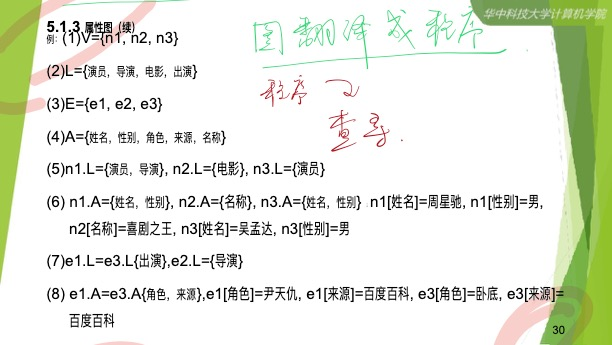 华中科技大学计算机学院
5.1.3 属性图（续）
例：(1)V={n1, n2, n3}
(2)L={演员，导演，电影，出演}
(3)E={e1, e2, e3}
(4)A={姓名，性别，角色，来源，名称}
(5)n1.L={演员，导演}, n2.L={电影}, n3.L={演员}
(6) n1.A={姓名，性别}, n2.A={名称}, n3.A={姓名，性别} n1[姓名]=周星驰, n1[性别]=男,
n2[名称]=喜剧之王, n3[姓名]=吴孟达, n3[性别]=男
(7)e1.L=e3.L{出演},e2.L={导演}
(8) e1.A=e3.A{角色，来源},e1[角色]=尹天仇, e1[来源]=百度百科, e3[角色]=卧底, e3[来源]=
百度百科
图翻译成程序
程序
查寻
30